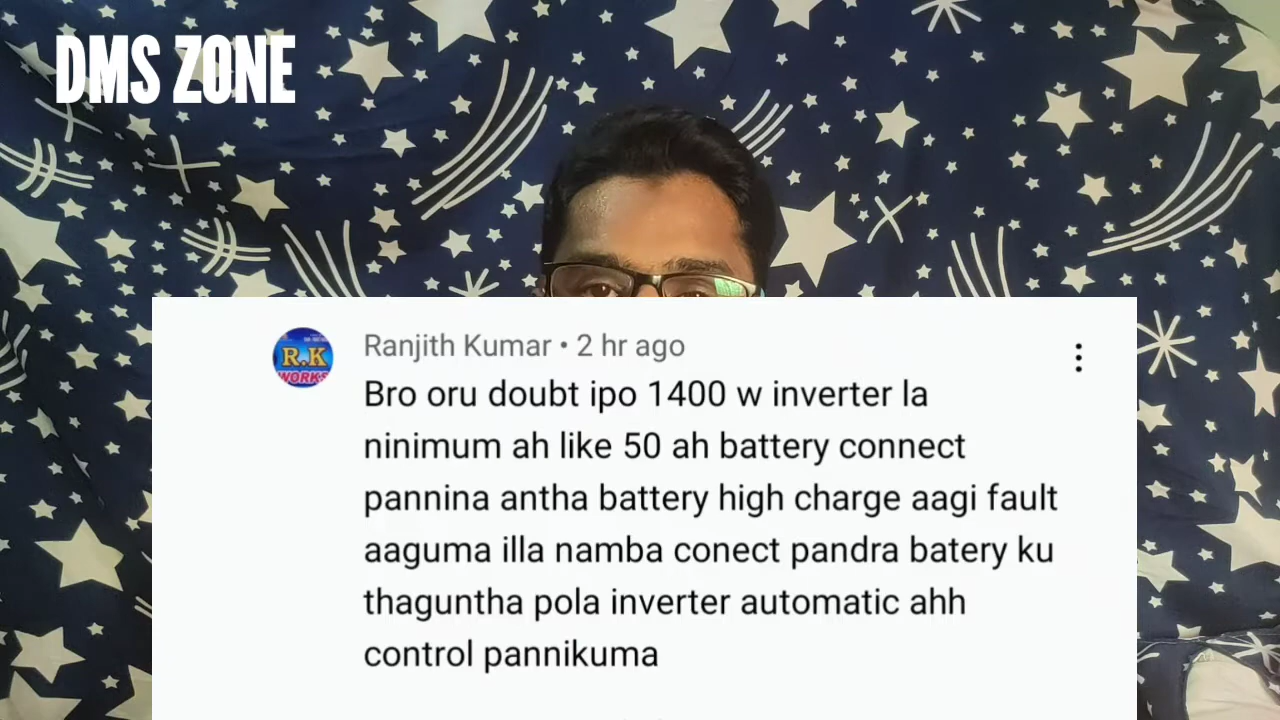 DMS ZONE
Ranjith Kumar • 2 hr ago
R.K
WORKS
Bro oru doubt ipo 1400 w inverter la
ninimum ah like 50 ah battery connect
pannina antha battery high charge aagi fault
aaguma illa namba conect pandra batery ku
thaguntha pola inverter automatic ahh
control pannikuma